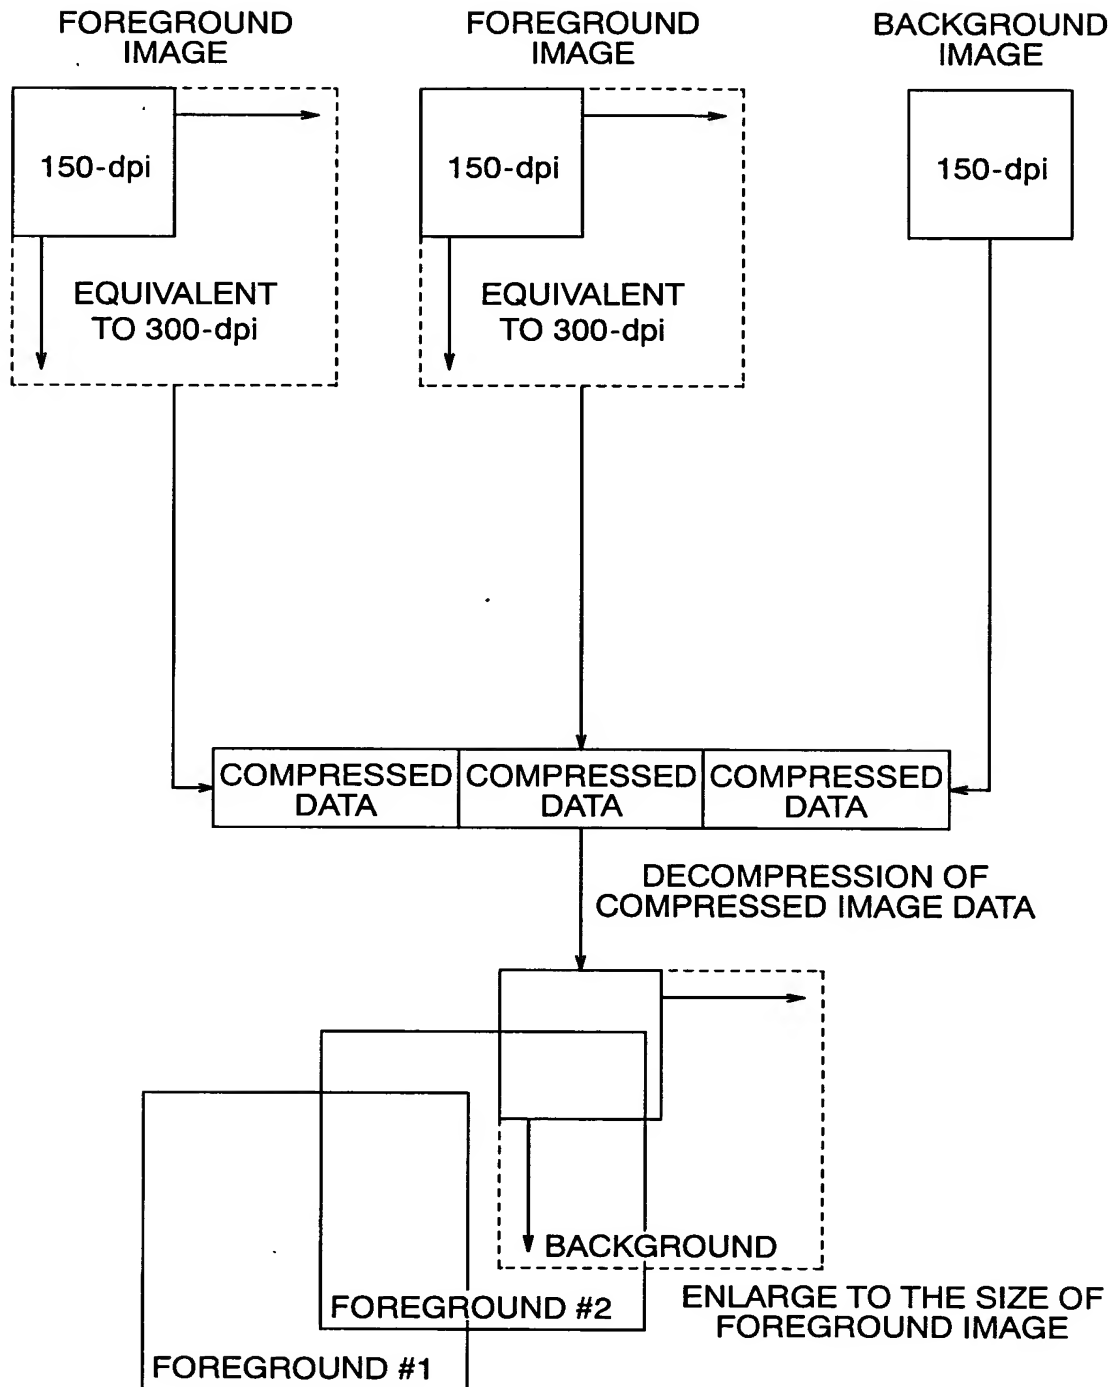 FOREGROUND
IMAGE
FOREGROUND
IMAGE
BACKGROUND
IMAGE
150-dpi
150-dpi
150-dpi
EQUIVALENT
TO 300-dpi
EQUIVALENT
TO 300-dpi
COMPRESSED
DATA
COMPRESSED
DATA
COMPRESSED
DATA
DECOMPRESSION OF
COMPRESSED IMAGE DATA
BACKGROUND
FOREGROUND #2
ENLARGE TO THE SIZE OF
FOREGROUND IMAGE
FOREGROUND #1